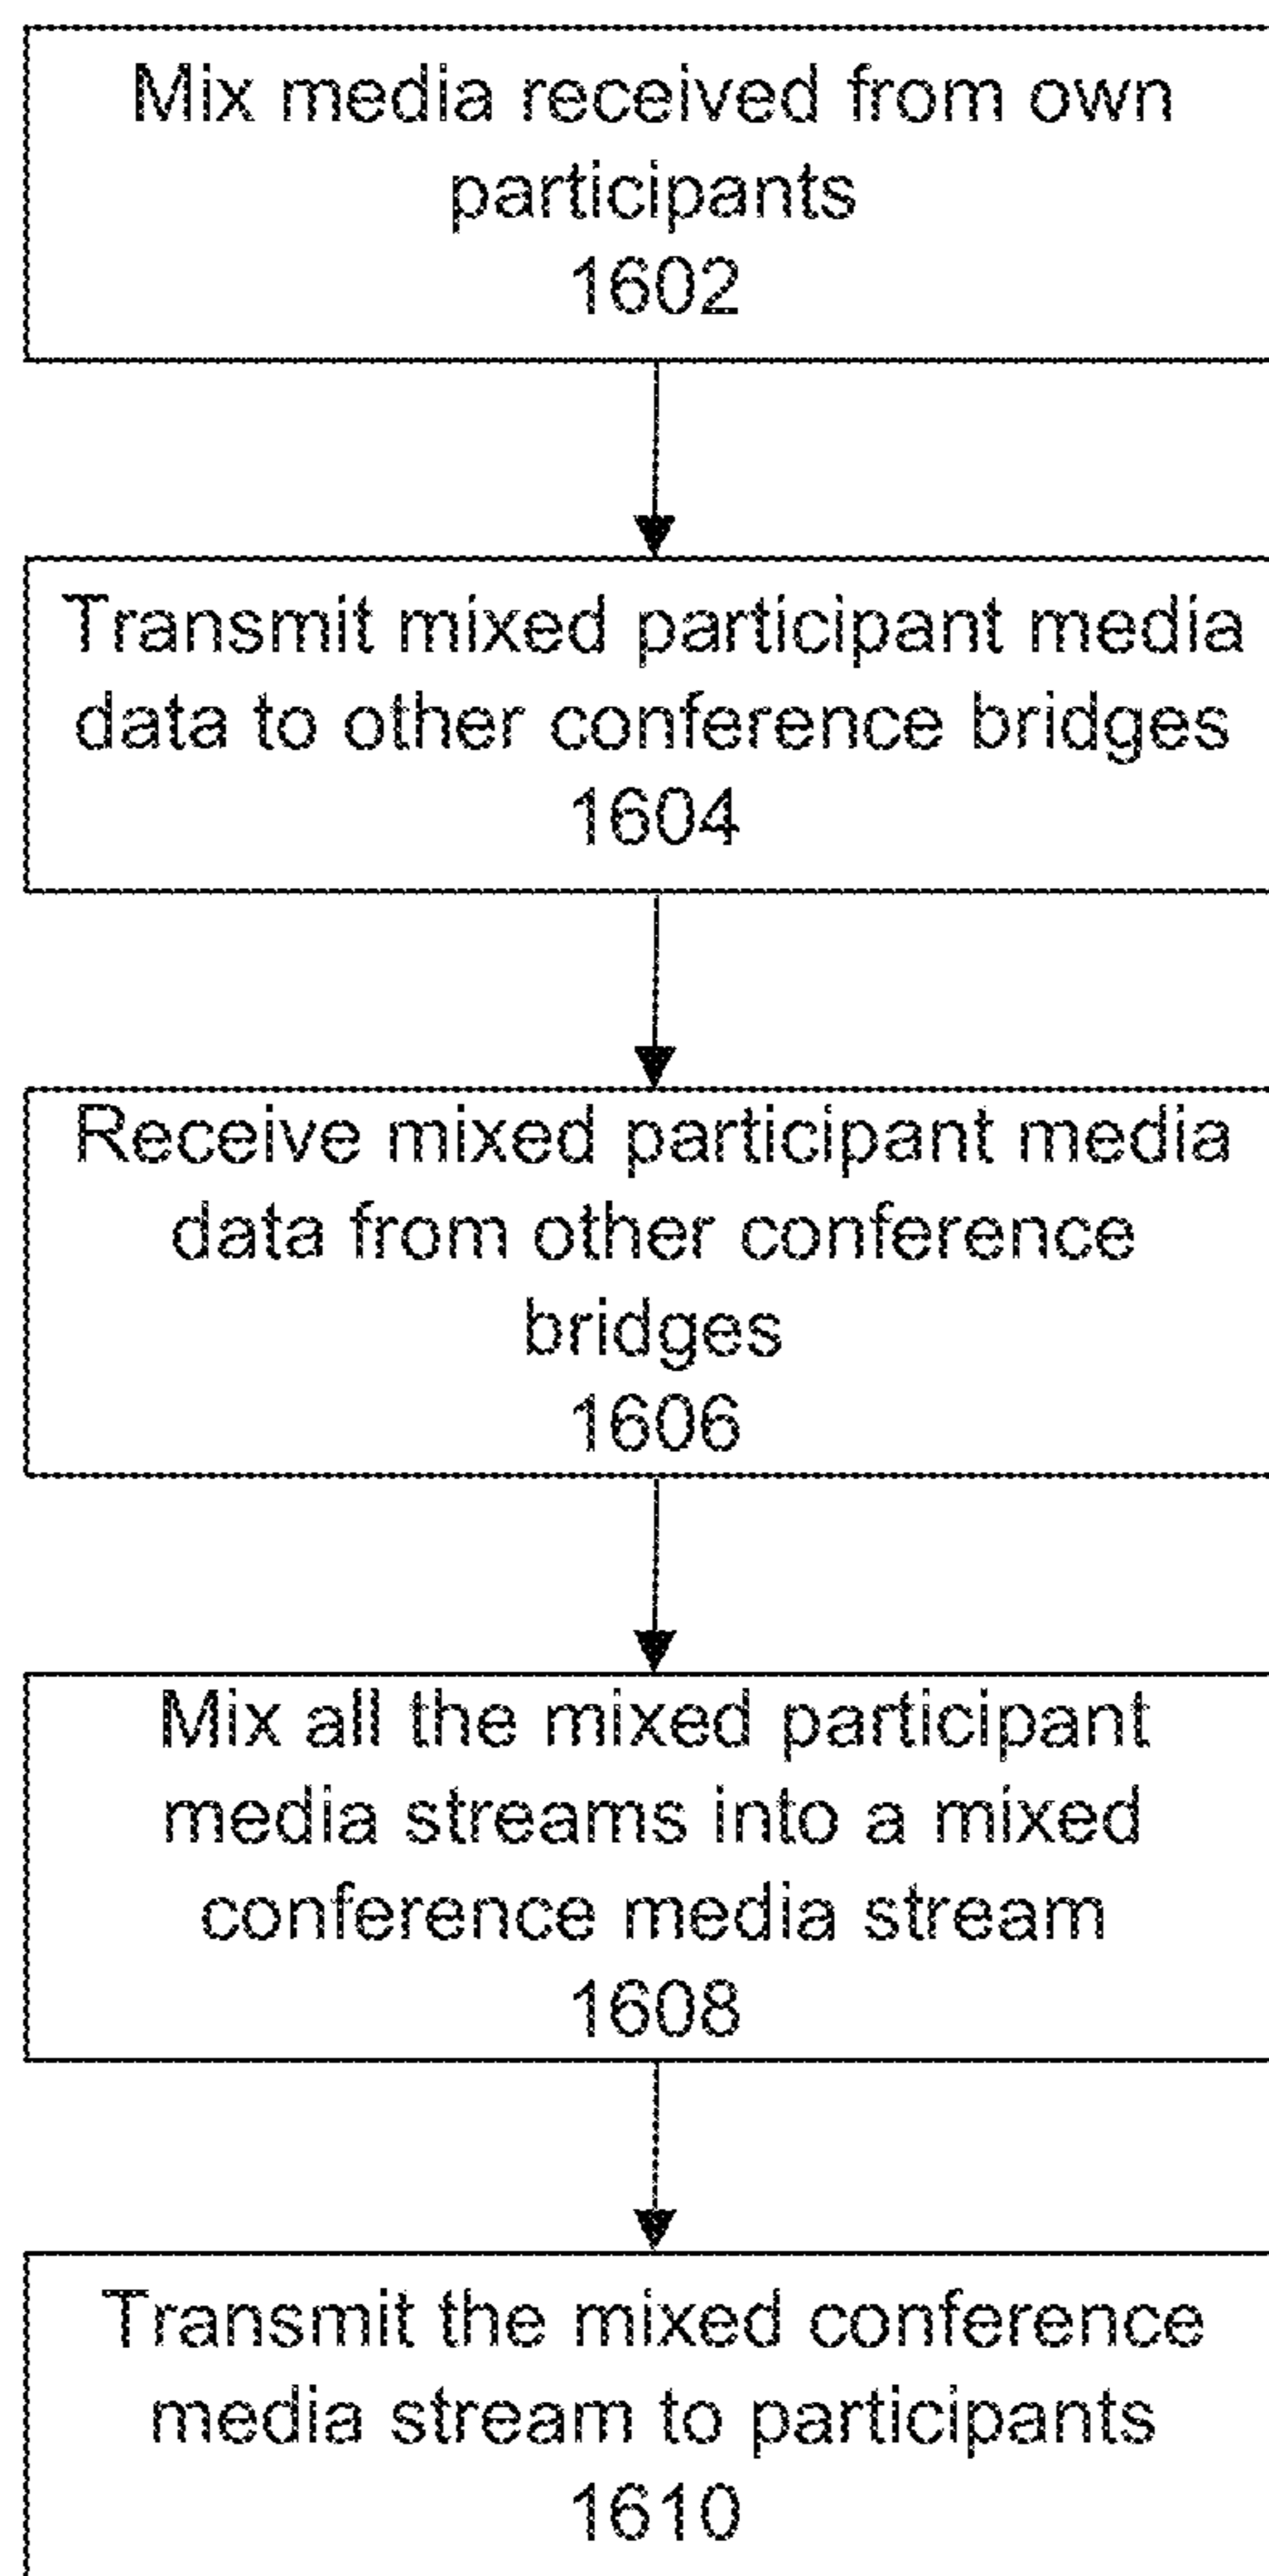 Mix media received from own
participants
1602
Transmit mixed participant media
data to other conference bridges
1604
Receive mixed participant media
data from other conference
bridges
1606
Mix all the mixed participant
media streams into a mixed
conference media stream
1608
Transmit the mixed conference
media stream to participants
1610